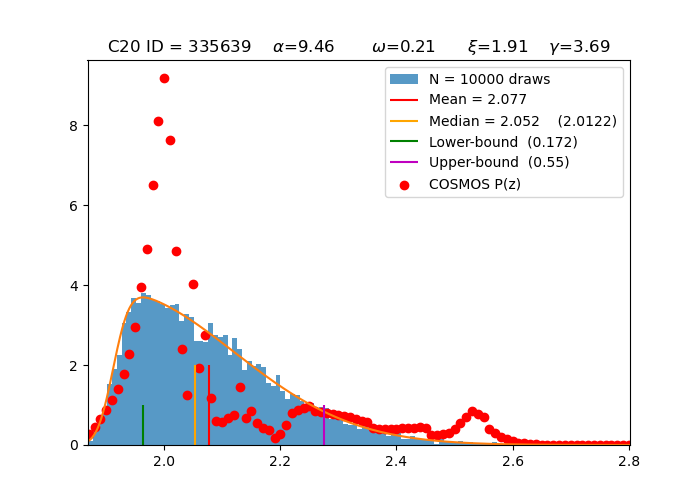 C20 ID = 335639 α=9.46 ω=0.21 ξ=1.91 γ=3.69
N = 10000 draws
Mean = 2.077
Median = 2.052 (2.0122)
Lower-bound (0.172)
Upper-bound (0.55)
COSMOS P(z)
8
6
4
2
0
2.0 2.2 2.4 2.6 2.8